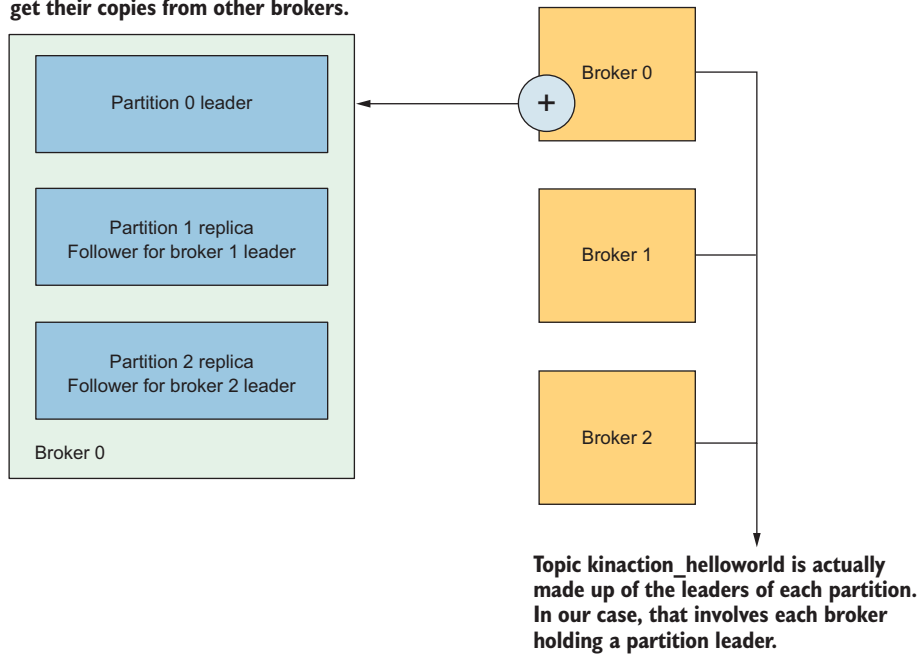 get their copies from other brokers.
Partition 0 leader
Partition 1 replica
Follower for broker 1 leader
Partition 2 replica
Follower for broker 2 leader
Broker 0
+
Broker 0
Broker 1
Broker 2
Topic kinaction_helloworld is actually
made up of the leaders of each partition.
In our case, that involves each broker
holding a partition leader.